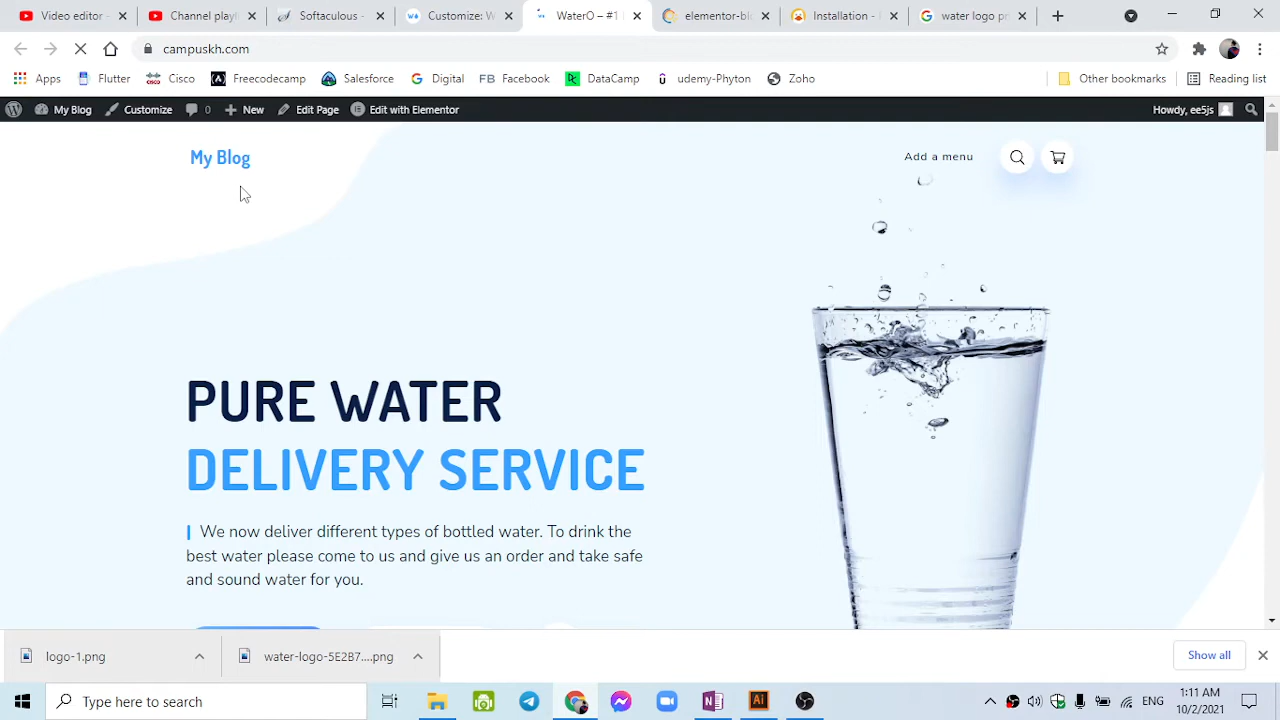 Video editor -
Channel play
Softaculous -
Customize: W
WaterO – #1
elementor bi
Installation -
water logo pr
campuskh.com
Apps
Flutter
Cisco
Freecodecamp
Salesforce
Digital
FB Facebook
DataCamp
udemy-Phyton
Zoho
Other bookmarks
Reading list
My Blog
Customize
0
New
Edit Page
Edit with Elementor
Howdy, ee5js
My Blog
Add a menu
PURE WATER
DELIVERY SERVICE
We now deliver different types of bottled water. To drink the
best water please come to us and give us an order and take safe
and sound water for you.
logo-1.png
water-logo-5E2B7....png
Show all
Type here to search
ENG
1:11 AM
10/2/2021